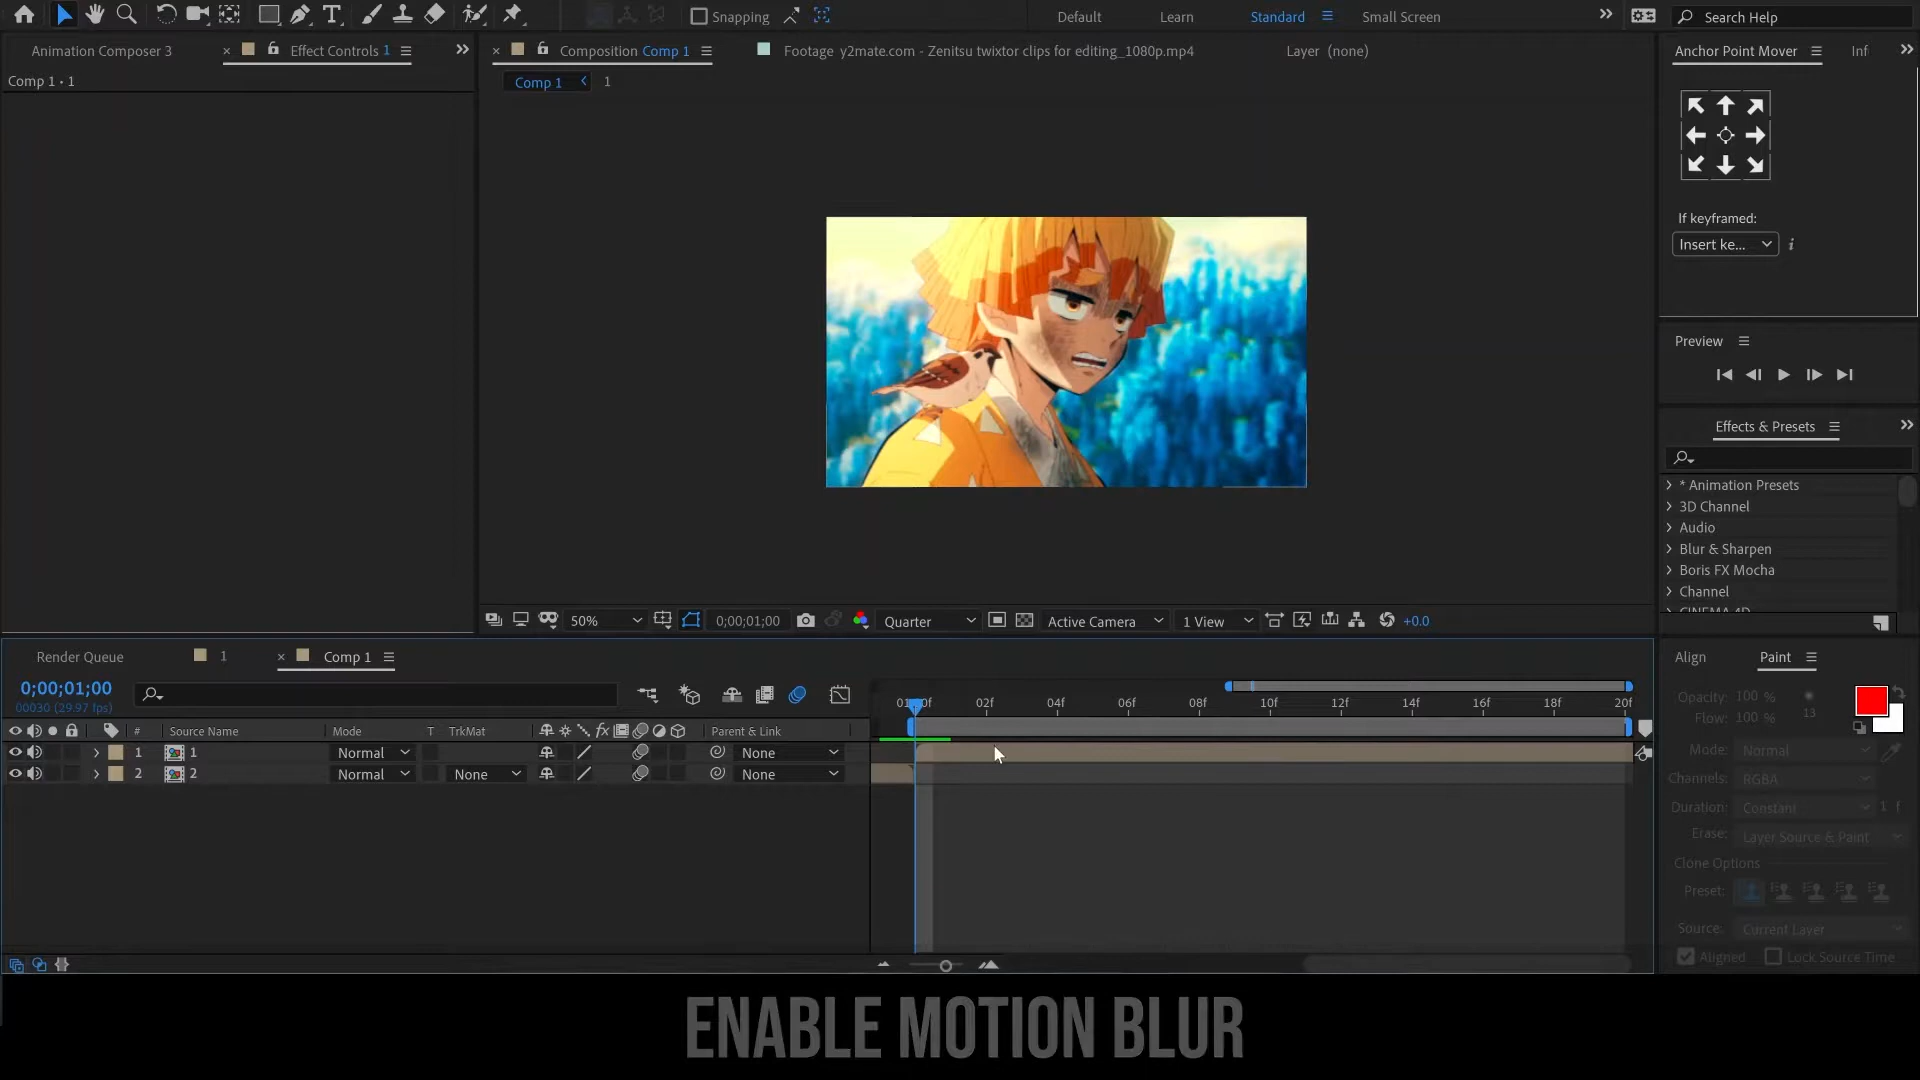 Snapping
Default
Learn
Standard
Small Screen
Search Help
Animation Composer 3
Effect Controls 1
Composition Comp 1
Footage y2mate.com - Zenitsu twixtor clips for editing_1080p.mp4
Layer (none)
Anchor Point Mover
Inf
Comp 1 • 1
Comp 1
1
If keyframed:
Insert ke...
Preview
Effects & Presets
* Animation Presets
3D Channel
Audio
Blur & Sharpen
Boris FX Mocha
Channel
CINEMA 4D
50%
0;00;01;00
Quarter
Active Camera
1 View
+0.0
Render Queue
1
Comp 1
Align
Paint
0;00;01;00
00030 (29.97 fps)
02f
04f
06f
08f
10f
12f
14f
16f
18f
20f
Opacity: 100 %
Flow: 100 %
13
# Source Name
Mode
T TrkMat
Parent & Link
1 1
Normal
None
2 2
Normal
None
None
Mode: Normal
Channels: RGBA
Duration: Constant 1 f
Erase: Layer Source & Paint
Clone Options
Preset:
Source: Current Layer
Aligned
Lock Source Time
ENABLE MOTION BLUR